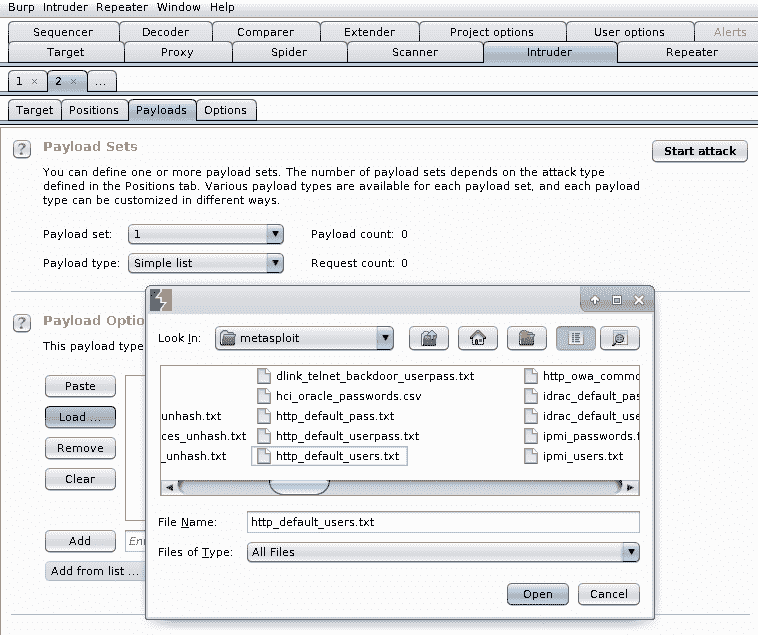 Burp Intruder Repeater Window Help
Sequencer Decoder Comparer Extender Project options User options Alerts
Target Proxy Spider Scanner Intruder Repeater
1 × 2 × ...
Target Positions Payloads Options
? Payload Sets
Start attack
You can define one or more payload sets. The number of payload sets depends on the attack type
defined in the Positions tab. Various payload types are available for each payload set, and each payload
type can be customized in different ways.
Payload set: 1 Payload count: 0
Payload type: Simple list Request count: 0
? Payload Optio
This payload type
Paste
Load ...
Remove
Clear
Add
Add from list ...
Look In: metasploit
unhash.txt
ces_unhash.txt
_unhash.txt
dlink_telnet_backdoor_userpass.txt
hci_oracle_passwords.csv
http_default_pass.txt
http_default_userpass.txt
http_default_users.txt
http_owa_commo
idrac_default_pas
idrac_default_use
ipmi_passwords.t
ipmi_users.txt
File Name: http_default_users.txt
Files of Type: All Files
Open Cancel